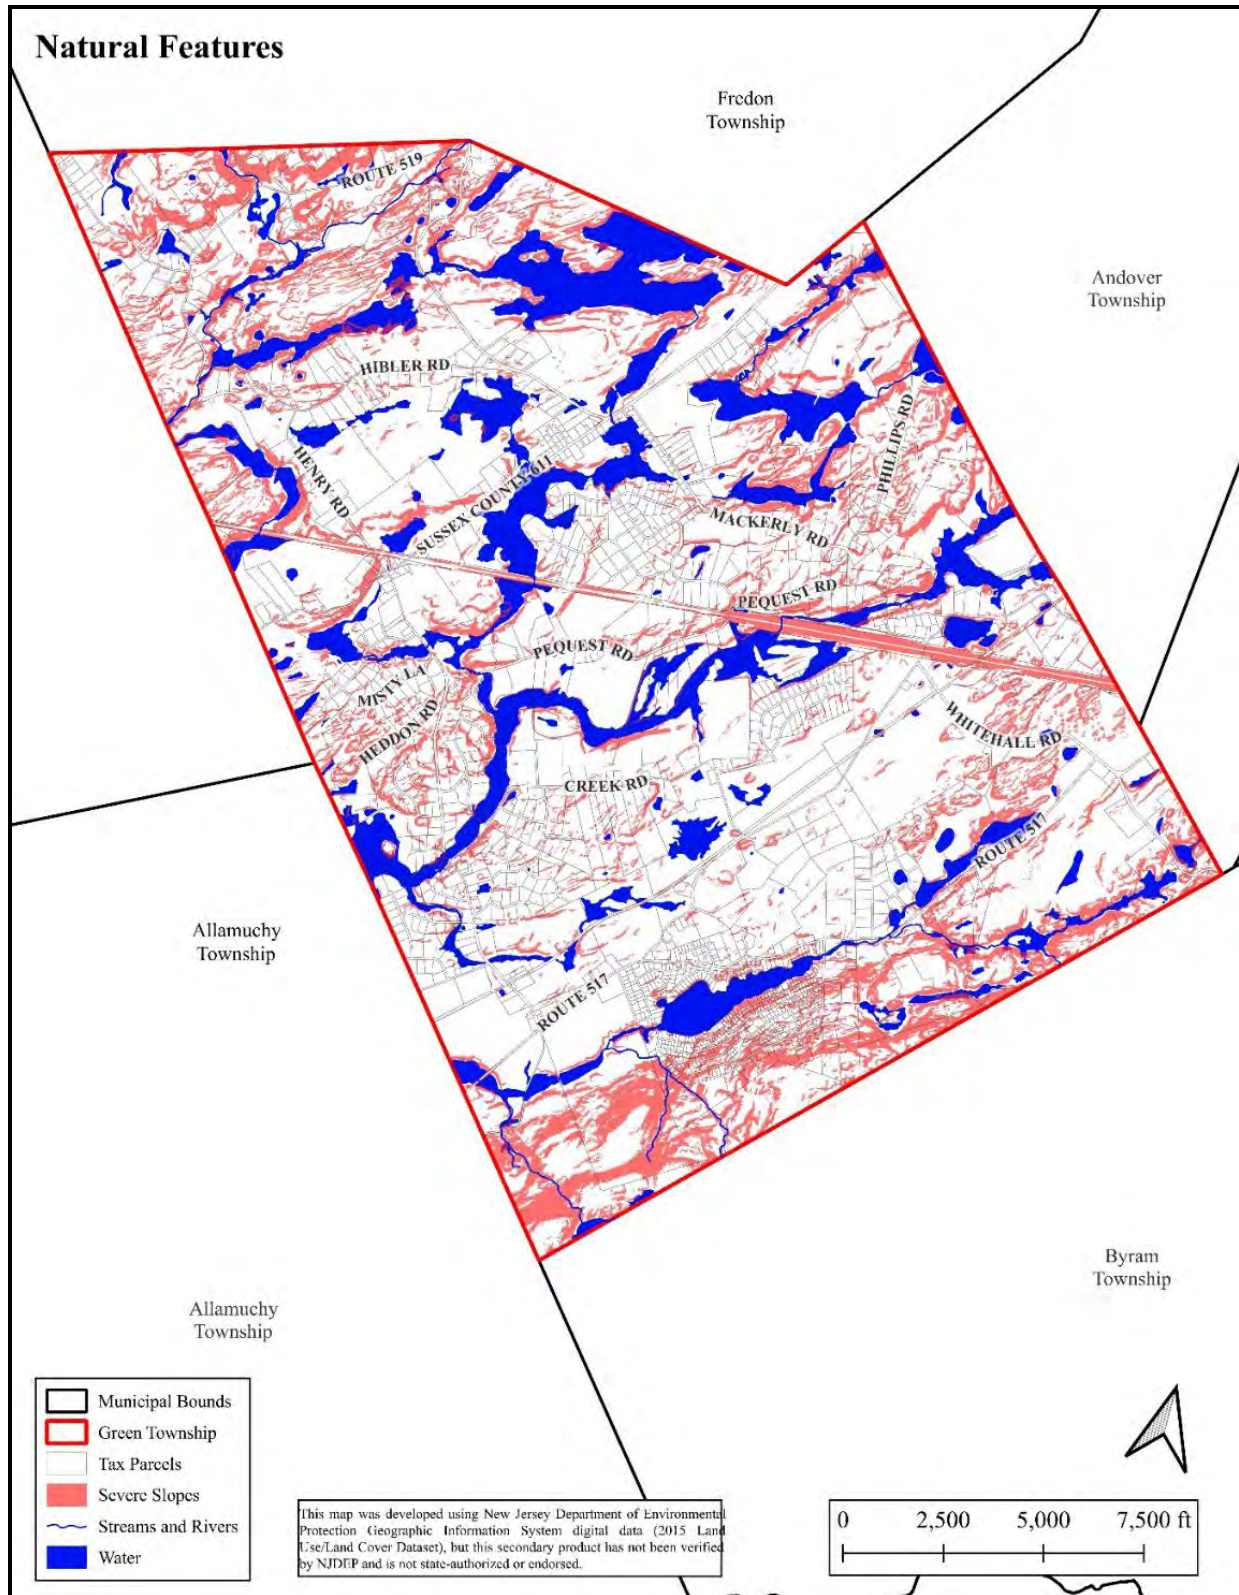 Natural Features
Fredon
Township
ROUTE 519
Andover
Township
HIBLER RD
PHILLIPS RD
HENRY RD
SUSSEX COUNTY 611
MACKERLY RD
PEQUEST RD
PEQUEST RD
MISTY LA
HEDDON RD
WHITEHALL RD
CREEK RD
ROUTE 517
Allamuchy
Township
ROUTE 517
Byram
Township
Allamuchy
Township
Municipal Bounds
Green Township
Tax Parcels
Severe Slopes
Streams and Rivers
Water
This map was developed using New Jersey Department of Environmental
Protection Geographic Information System digital data (2015 Land
Use/Land Cover Dataset), but this secondary product has not been verified
by NJDEP and is not state-authorized or endorsed.
0 2,500 5,000 7,500 ft